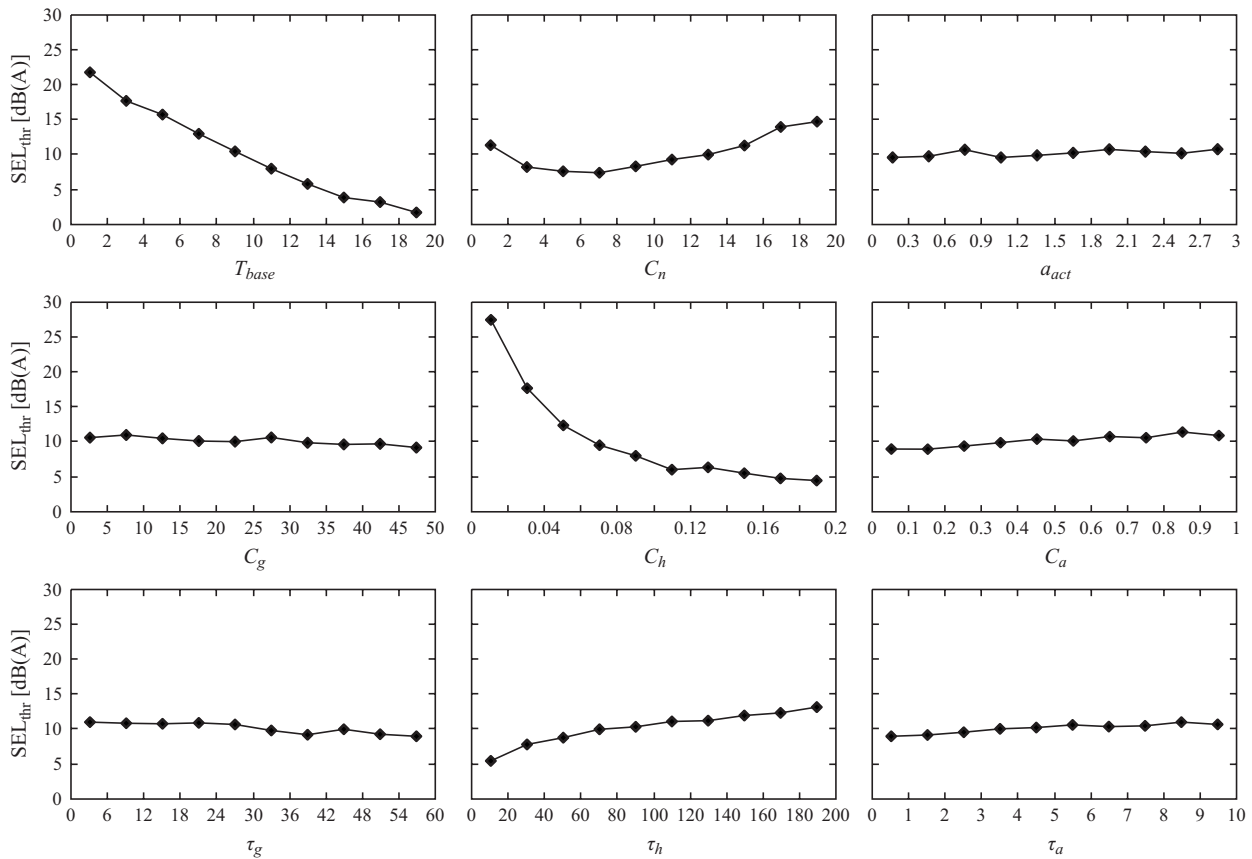 30
25
20
15
10
5
0
SEL_thr [dB(A)]
0 2 4 6 8 10 12 14 16 18 20
T_base
0 2 4 6 8 10 12 14 16 18 20
C_n
0 0.3 0.6 0.9 1.2 1.5 1.8 2.1 2.4 2.7 3
a_act
30
25
20
15
10
5
0
SEL_thr [dB(A)]
0 5 10 15 20 25 30 35 40 45 50
C_g
0 0.04 0.08 0.12 0.16 0.2
C_h
0 0.1 0.2 0.3 0.4 0.5 0.6 0.7 0.8 0.9 1
C_a
30
25
20
15
10
5
0
SEL_thr [dB(A)]
0 6 12 18 24 30 36 42 48 54 60
τ_g
0 20 40 60 80 100 120 140 160 180 200
τ_h
0 1 2 3 4 5 6 7 8 9 10
τ_a